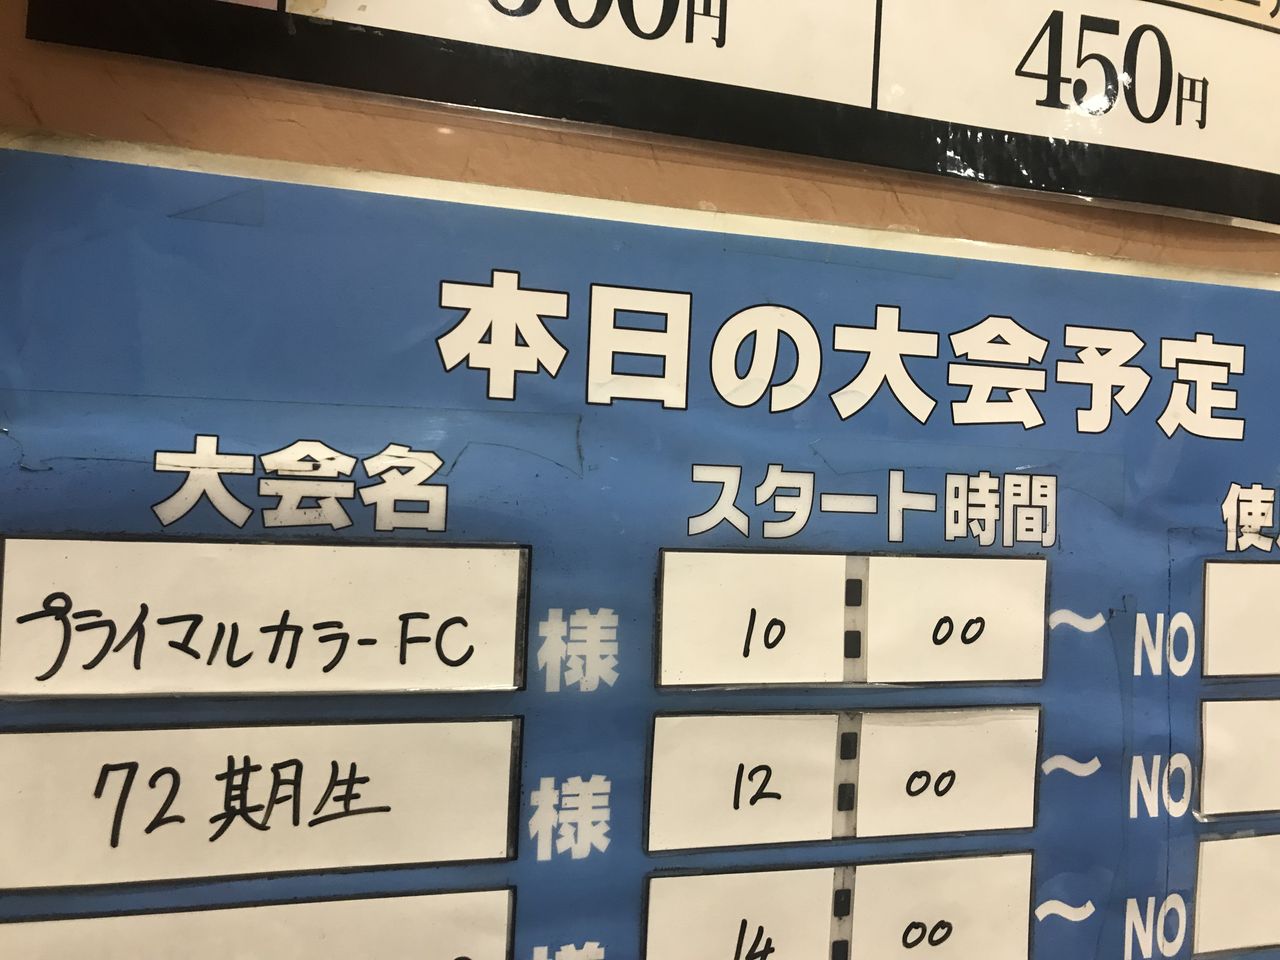 円
450円
本日の大会予定
大会名 スタート時間
プライマルカラーFC 様 10 00 〜 NO
72期生 様 12 00 〜 NO
様 14 00 〜 NO